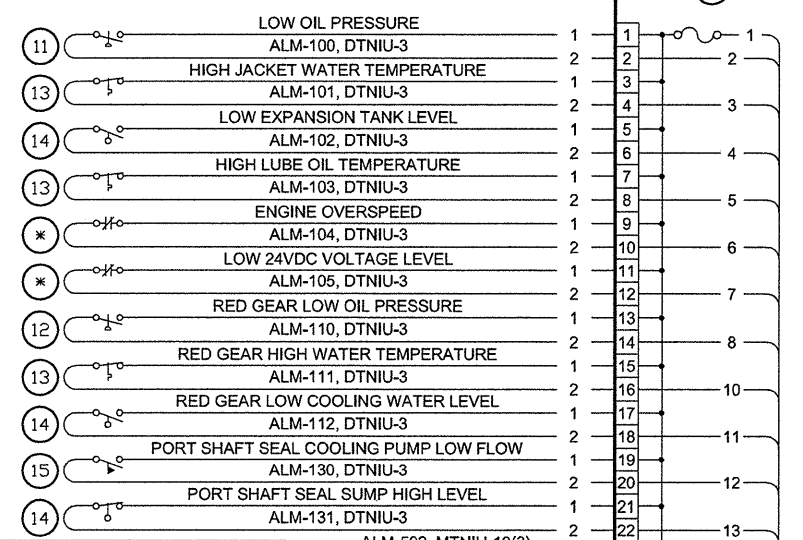 LOW OIL PRESSURE
11 ALM-100, DTNIU-3 1 1 1
2 2 2
HIGH JACKET WATER TEMPERATURE
13 ALM-101, DTNIU-3 1 3
2 4 3
LOW EXPANSION TANK LEVEL
14 ALM-102, DTNIU-3 1 5
2 6 4
HIGH LUBE OIL TEMPERATURE
13 ALM-103, DTNIU-3 1 7
2 8 5
ENGINE OVERSPEED
* ALM-104, DTNIU-3 1 9
2 10 6
LOW 24VDC VOLTAGE LEVEL
* ALM-105, DTNIU-3 1 11
2 12 7
RED GEAR LOW OIL PRESSURE
12 ALM-110, DTNIU-3 1 13
2 14 8
RED GEAR HIGH WATER TEMPERATURE
13 ALM-111, DTNIU-3 1 15
2 16 10
RED GEAR LOW COOLING WATER LEVEL
14 ALM-112, DTNIU-3 1 17
2 18 11
PORT SHAFT SEAL COOLING PUMP LOW FLOW
15 ALM-130, DTNIU-3 1 19
2 20 12
PORT SHAFT SEAL SUMP HIGH LEVEL
14 ALM-131, DTNIU-3 1 21
2 22 13